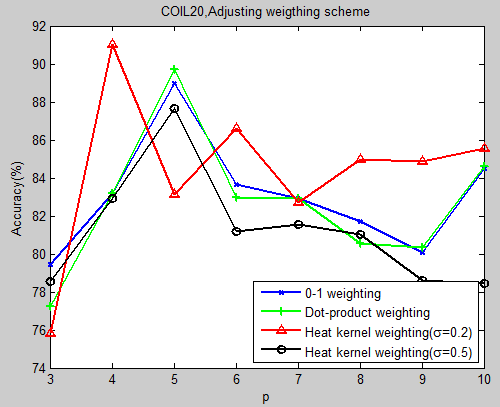 COIL20,Adjusting weigthing scheme
Accuracy(%)
92
90
88
86
84
82
80
78
76
74
3 4 5 6 7 8 9 10
p
0-1 weighting
Dot-product weighting
Heat kernel weighting(σ=0.2)
Heat kernel weighting(σ=0.5)